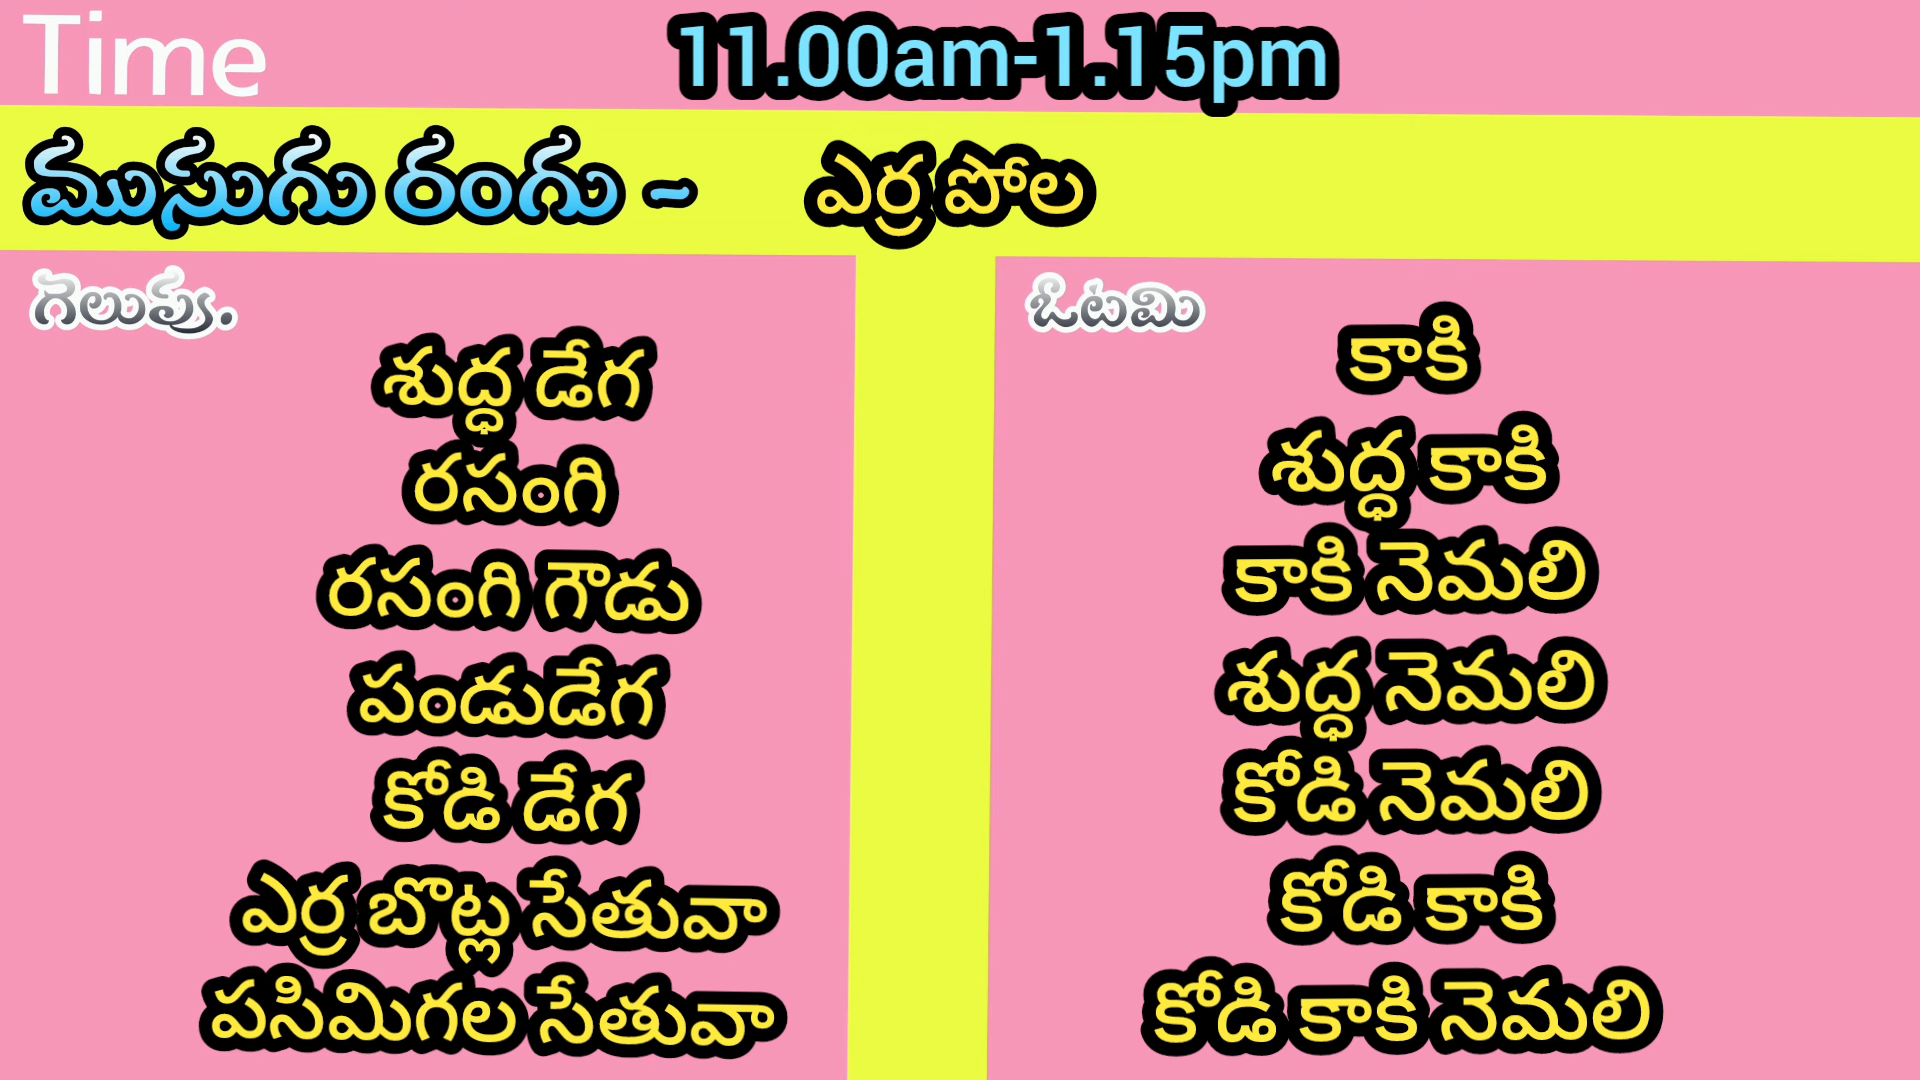 Time 11.00am-1.15pm
ముసుగు రంగు - ఎర్ర పోల
గెలుపు.
శుద్ధ డేగ
రసంగి
రసంగి గౌడు
పండుడేగ
కోడి డేగ
ఎర్ర బొట్ల సేతువా
పసిమిగల సేతువా
ఓటమి
కాకి
శుద్ధ కాకి
కాకి నెమలి
శుద్ధ నెమలి
కోడి నెమలి
కోడి కాకి
కోడి కాకి నెమలి